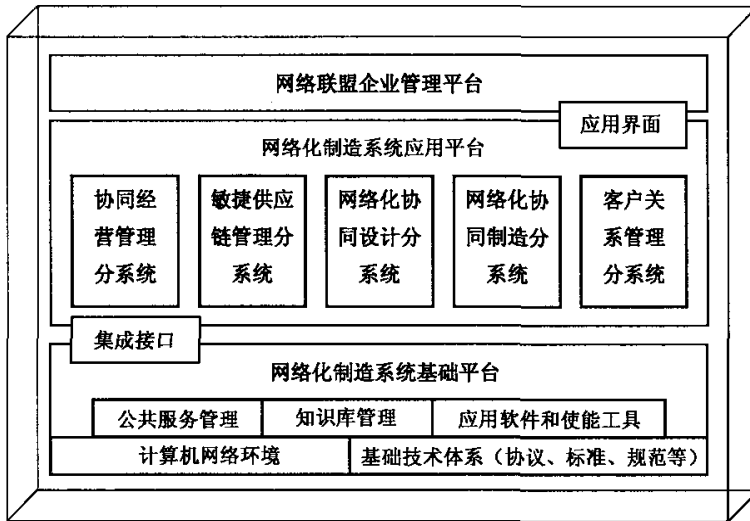 网络联盟企业管理平台
应用界面
网络化制造系统应用平台
协同经
营管理
分系统
敏捷供应
链管理分
系统
网络化协
同设计分
系统
网络化协
同制造分
系统
客户关
系管理
分系统
集成接口
网络化制造系统基础平台
公共服务管理
知识库管理
应用软件和使能工具
计算机网络环境
基础技术体系（协议、标准、规范等）